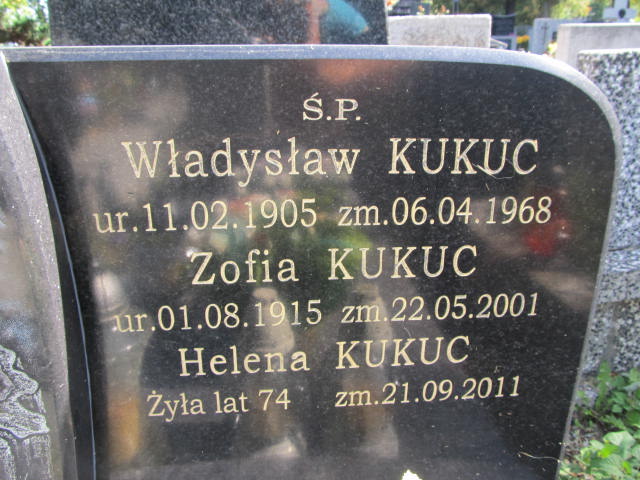 Ś.P.
Władysław KUKUC
ur.11.02.1905 zm.06.04.1968
Zofia KUKUC
ur.01.08.1915 zm.22.05.2001
Helena KUKUC
Żyła lat 74 zm.21.09.2011